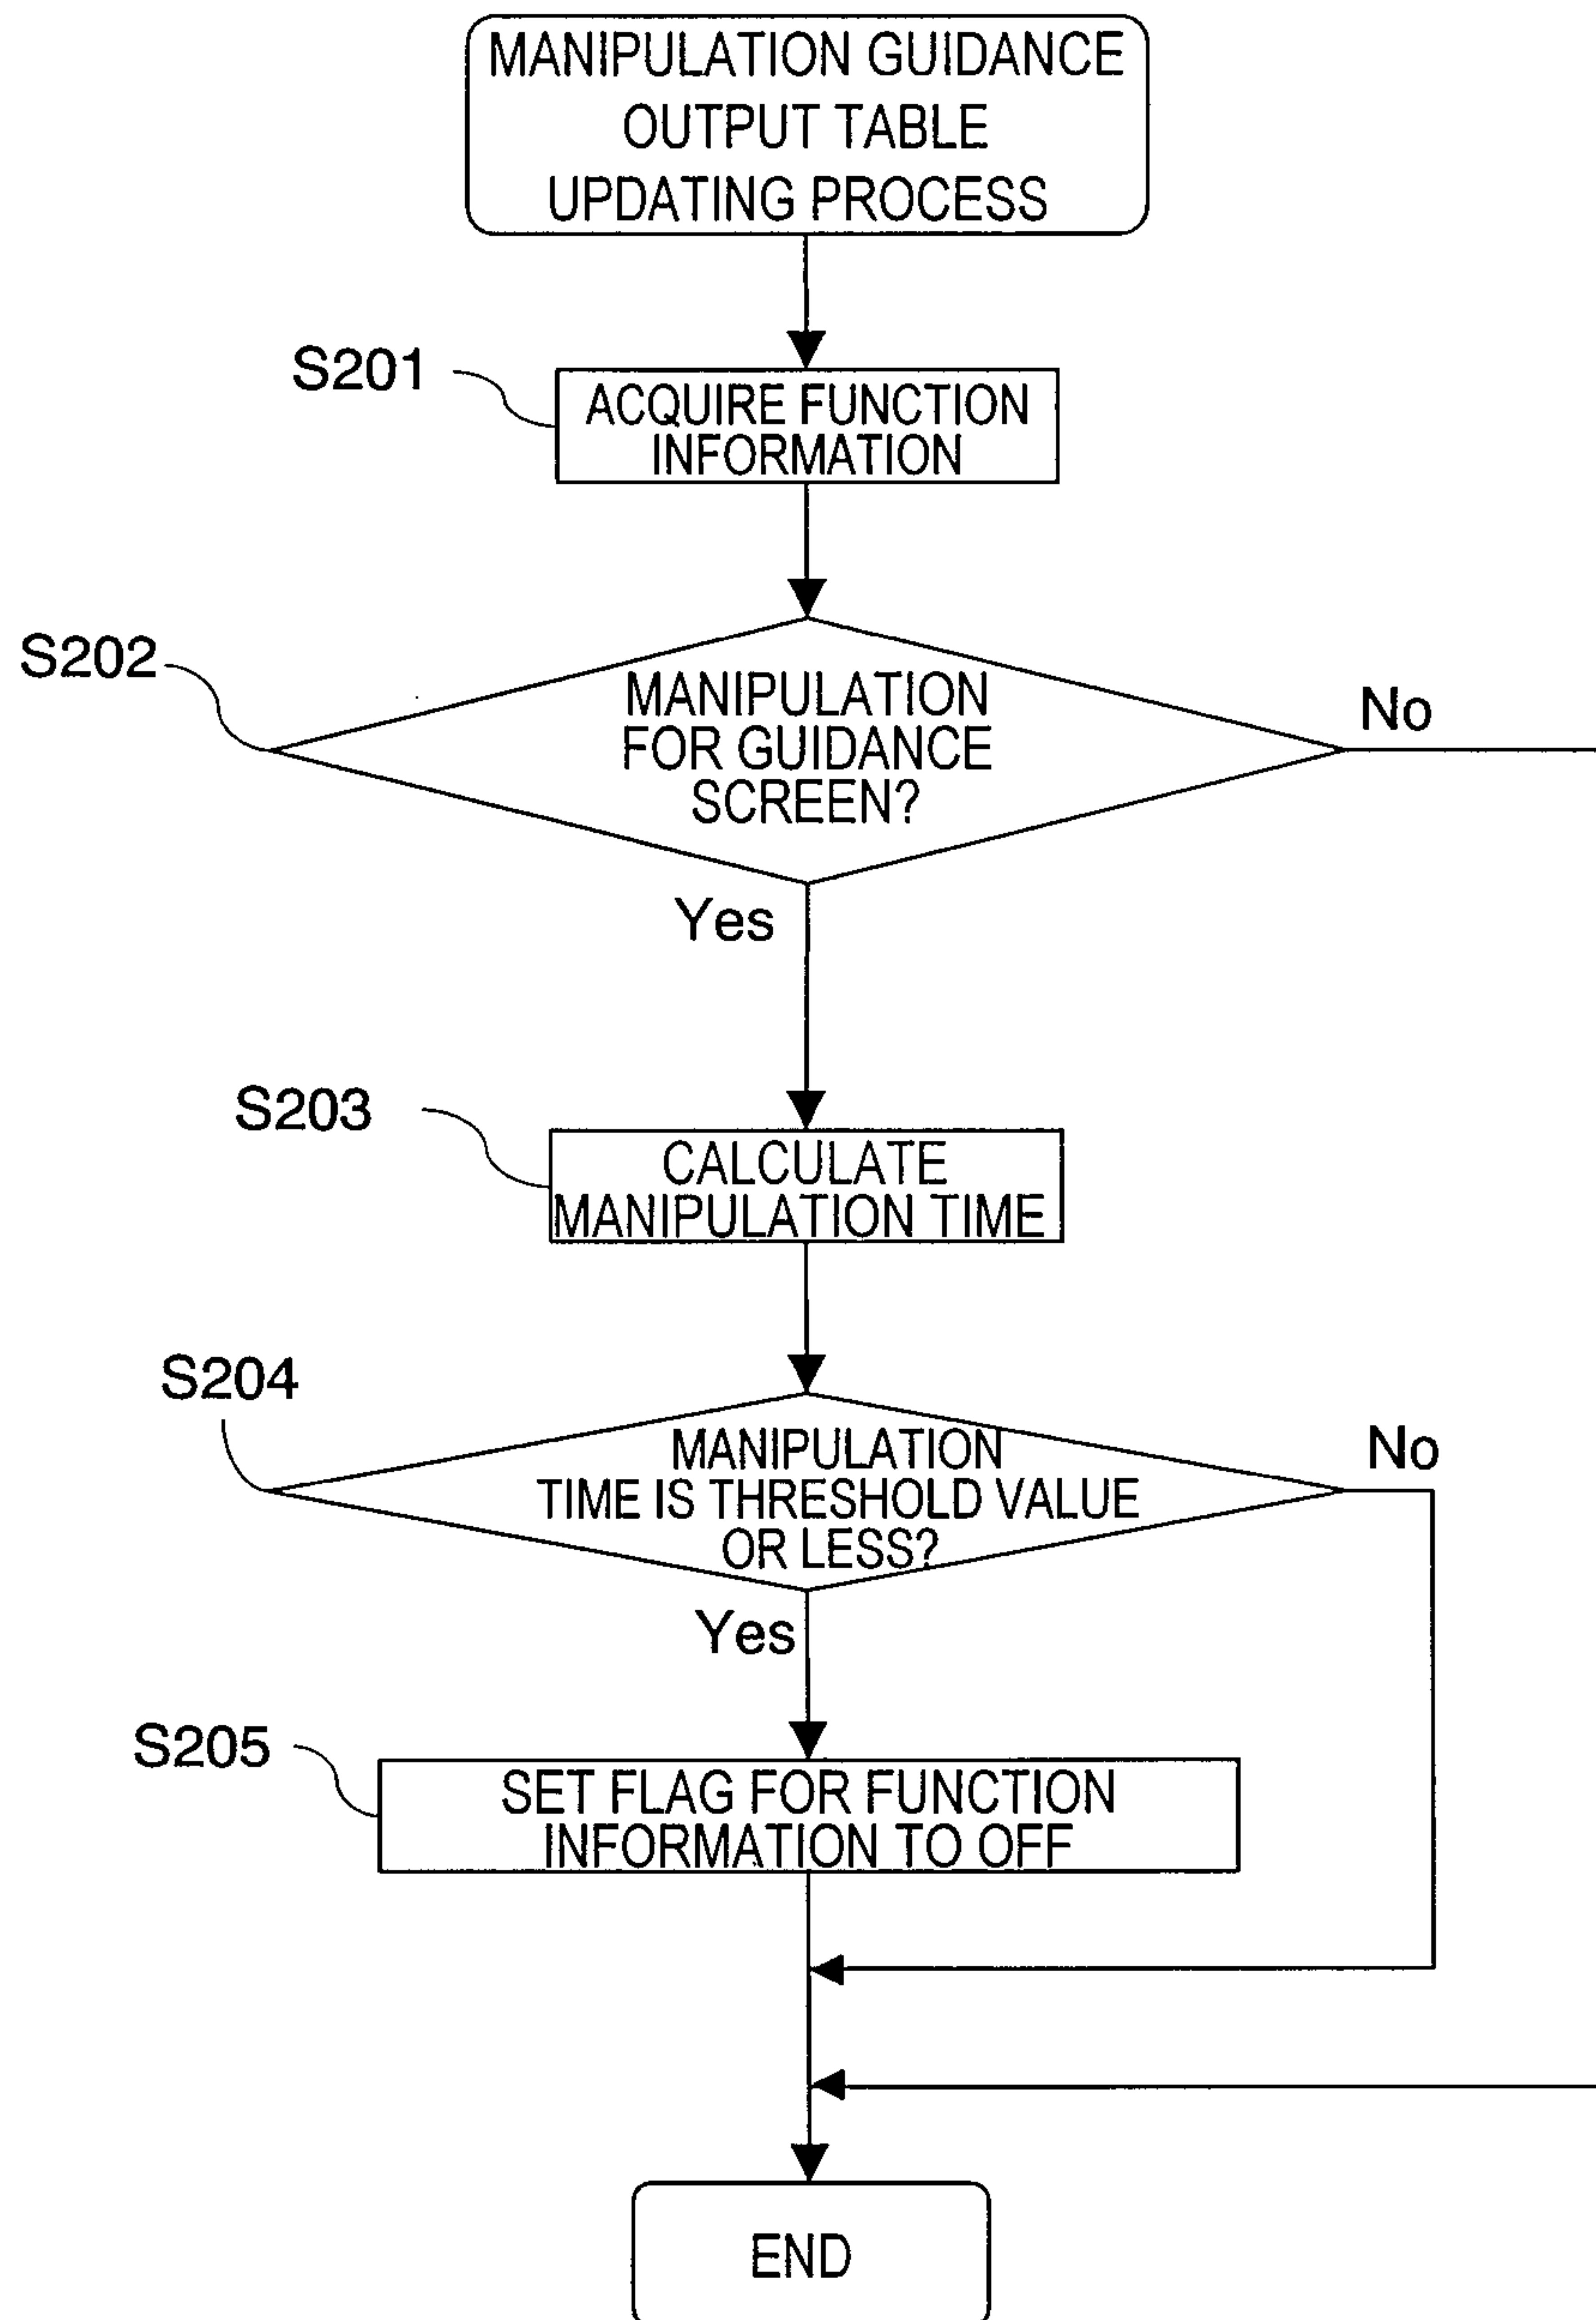 MANIPULATION GUIDANCE
OUTPUT TABLE
UPDATING PROCESS
S201
ACQUIRE FUNCTION
INFORMATION
S202
MANIPULATION
FOR GUIDANCE
SCREEN?
No
Yes
S203
CALCULATE
MANIPULATION TIME
S204
MANIPULATION
TIME IS THRESHOLD VALUE
OR LESS?
No
Yes
S205
SET FLAG FOR FUNCTION
INFORMATION TO OFF
END